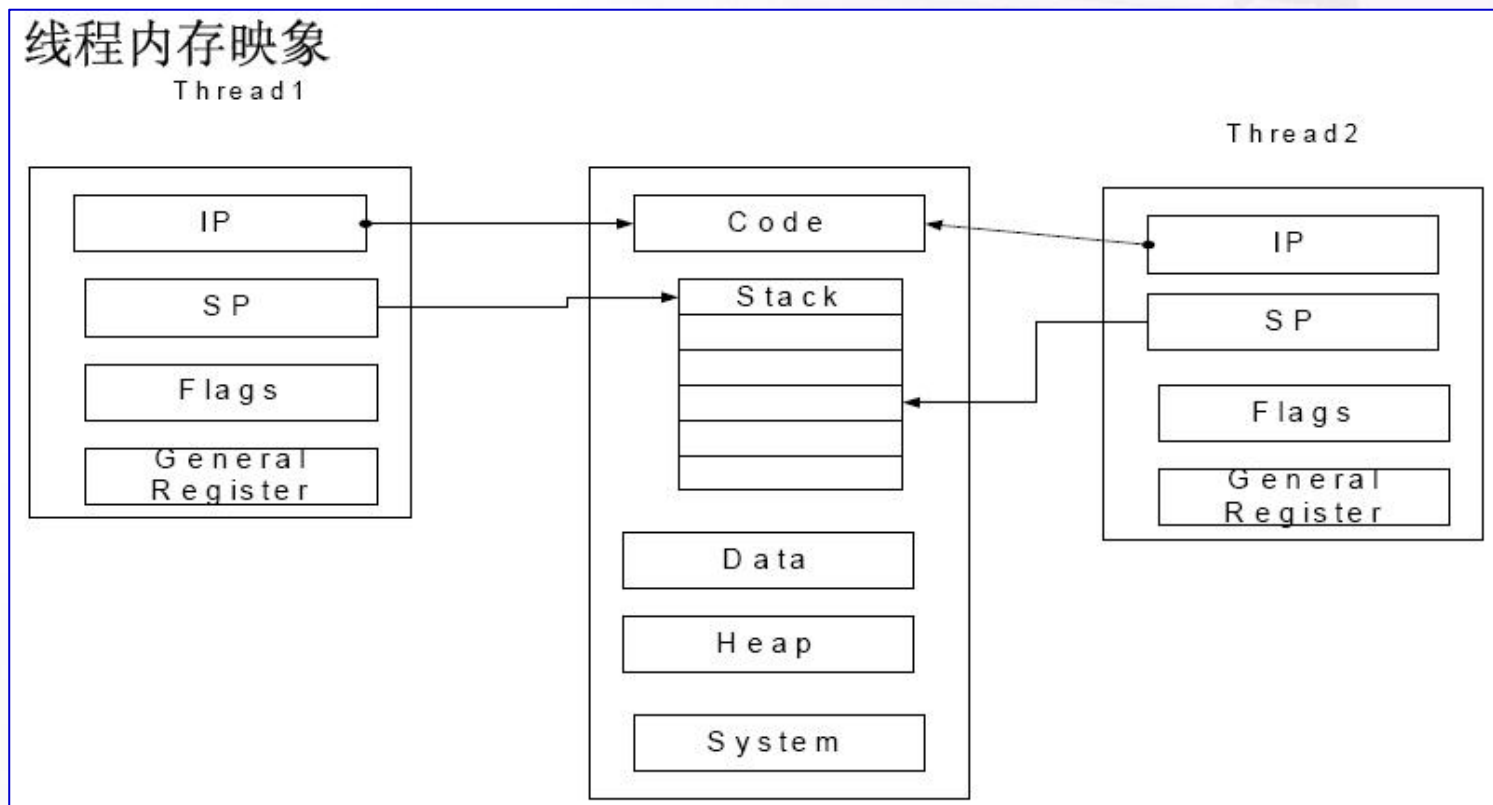 线程内存映象
Thread1
IP
SP
Flags
General
Register
Code
Stack
Data
Heap
System
Thread2
IP
SP
Flags
General
Register